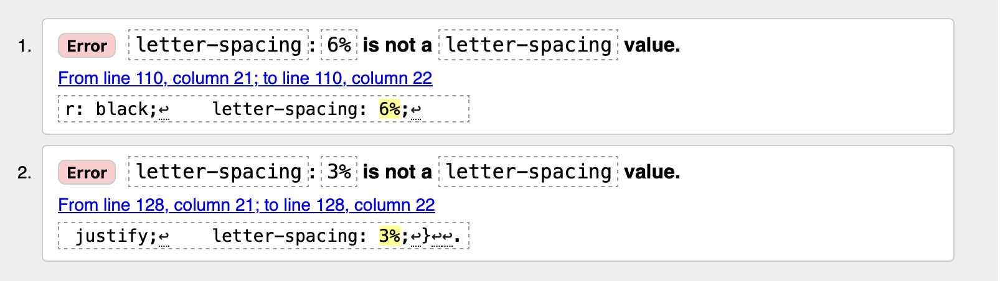 1. Error letter-spacing: 6% is not a letter-spacing value.
From line 110, column 21; to line 110, column 22
r: black;↩    letter-spacing: 6%;↩
2. Error letter-spacing: 3% is not a letter-spacing value.
From line 128, column 21; to line 128, column 22
justify;↩    letter-spacing: 3%;↩}↩↩.